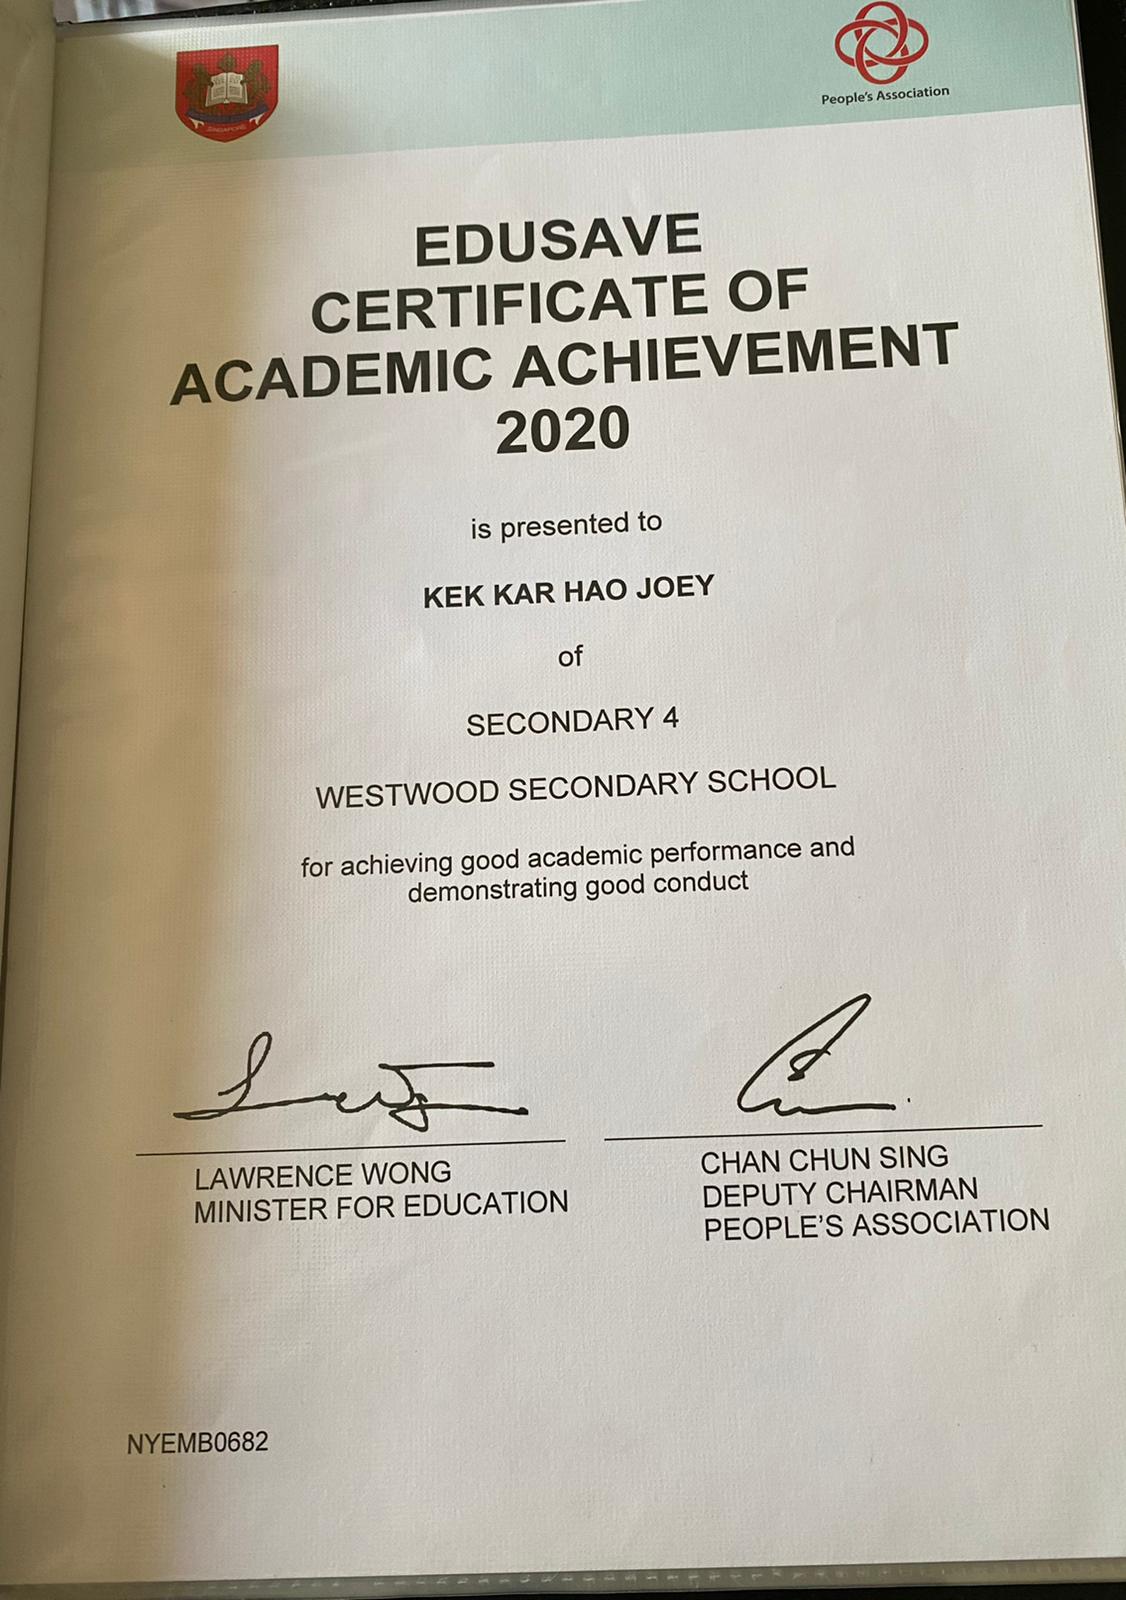 SINGAPORE
People's Association
EDUSAVE
CERTIFICATE OF
ACADEMIC ACHIEVEMENT
2020
is presented to
KEK KAR HAO JOEY
of
SECONDARY 4
WESTWOOD SECONDARY SCHOOL
for achieving good academic performance and
demonstrating good conduct
LAWRENCE WONG
MINISTER FOR EDUCATION
CHAN CHUN SING
DEPUTY CHAIRMAN
PEOPLE'S ASSOCIATION
NYEMB0682